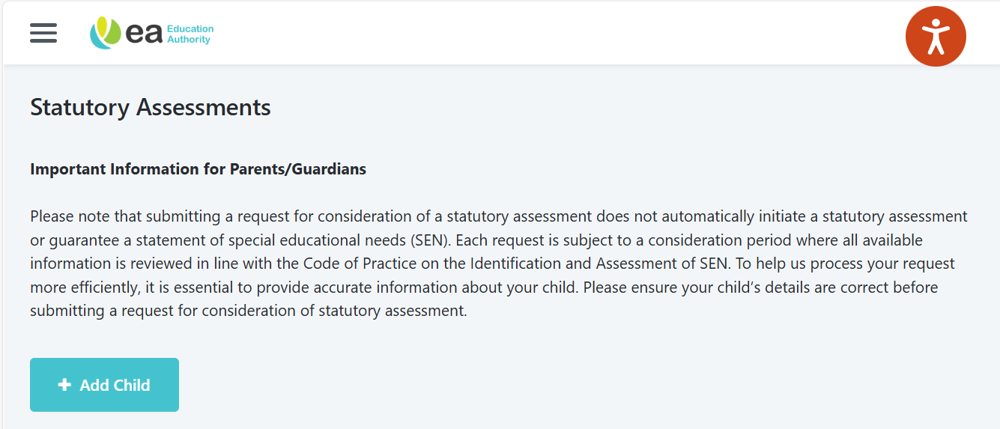 ea Education
Authority
Statutory Assessments
Important Information for Parents/Guardians
Please note that submitting a request for consideration of a statutory assessment does not automatically initiate a statutory assessment
or guarantee a statement of special educational needs (SEN). Each request is subject to a consideration period where all available
information is reviewed in line with the Code of Practice on the Identification and Assessment of SEN. To help us process your request
more efficiently, it is essential to provide accurate information about your child. Please ensure your child’s details are correct before
submitting a request for consideration of statutory assessment.
+ Add Child